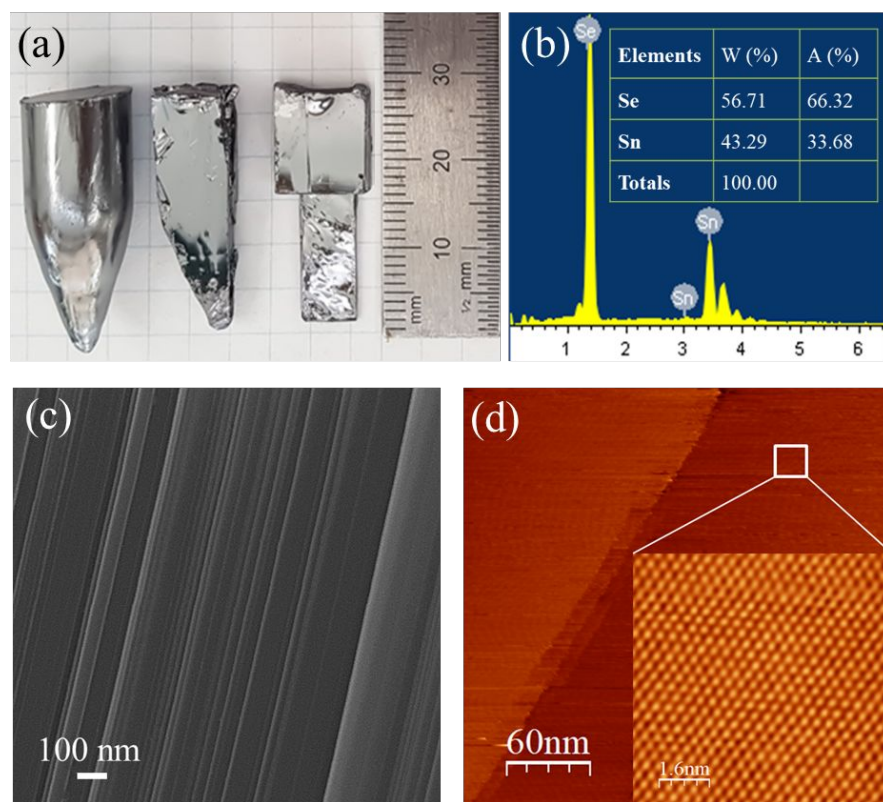 (a)
30
20
10
mm
½ mm
(b)
Se
Elements W (%) A (%)
Se 56.71 66.32
Sn 43.29 33.68
Totals 100.00
Sn
Sn
1 2 3 4 5 6
(c)
100 nm
(d)
60nm
1.6nm